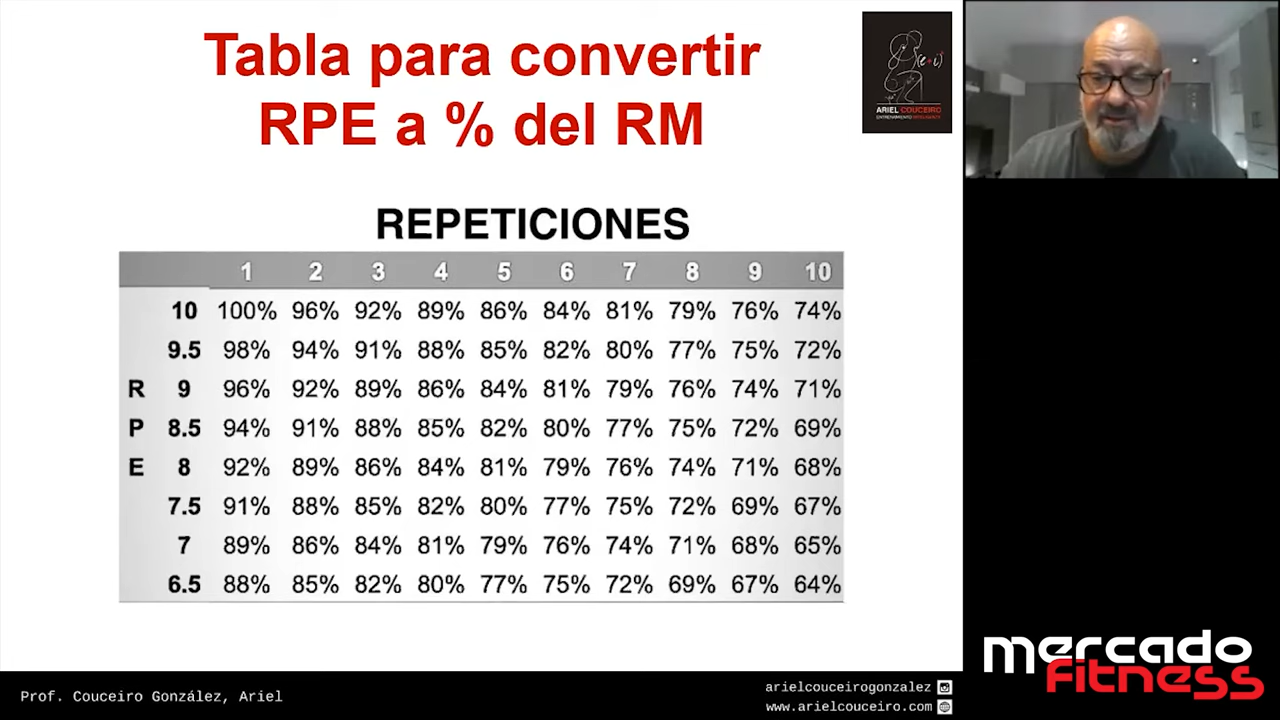 Tabla para convertir
RPE a % del RM
(e+i)
ARIEL COUCEIRO
ENTRENAMIENTO INTELIGENTE
REPETICIONES
1 2 3 4 5 6 7 8 9 10
10 100% 96% 92% 89% 86% 84% 81% 79% 76% 74%
9.5 98% 94% 91% 88% 85% 82% 80% 77% 75% 72%
R 9 96% 92% 89% 86% 84% 81% 79% 76% 74% 71%
P 8.5 94% 91% 88% 85% 82% 80% 77% 75% 72% 69%
E 8 92% 89% 86% 84% 81% 79% 76% 74% 71% 68%
7.5 91% 88% 85% 82% 80% 77% 75% 72% 69% 67%
7 89% 86% 84% 81% 79% 76% 74% 71% 68% 65%
6.5 88% 85% 82% 80% 77% 75% 72% 69% 67% 64%
Prof. Couceiro González, Ariel
arielcouceirogonzalez
www.arielcouceiro.com
mercado
fitness